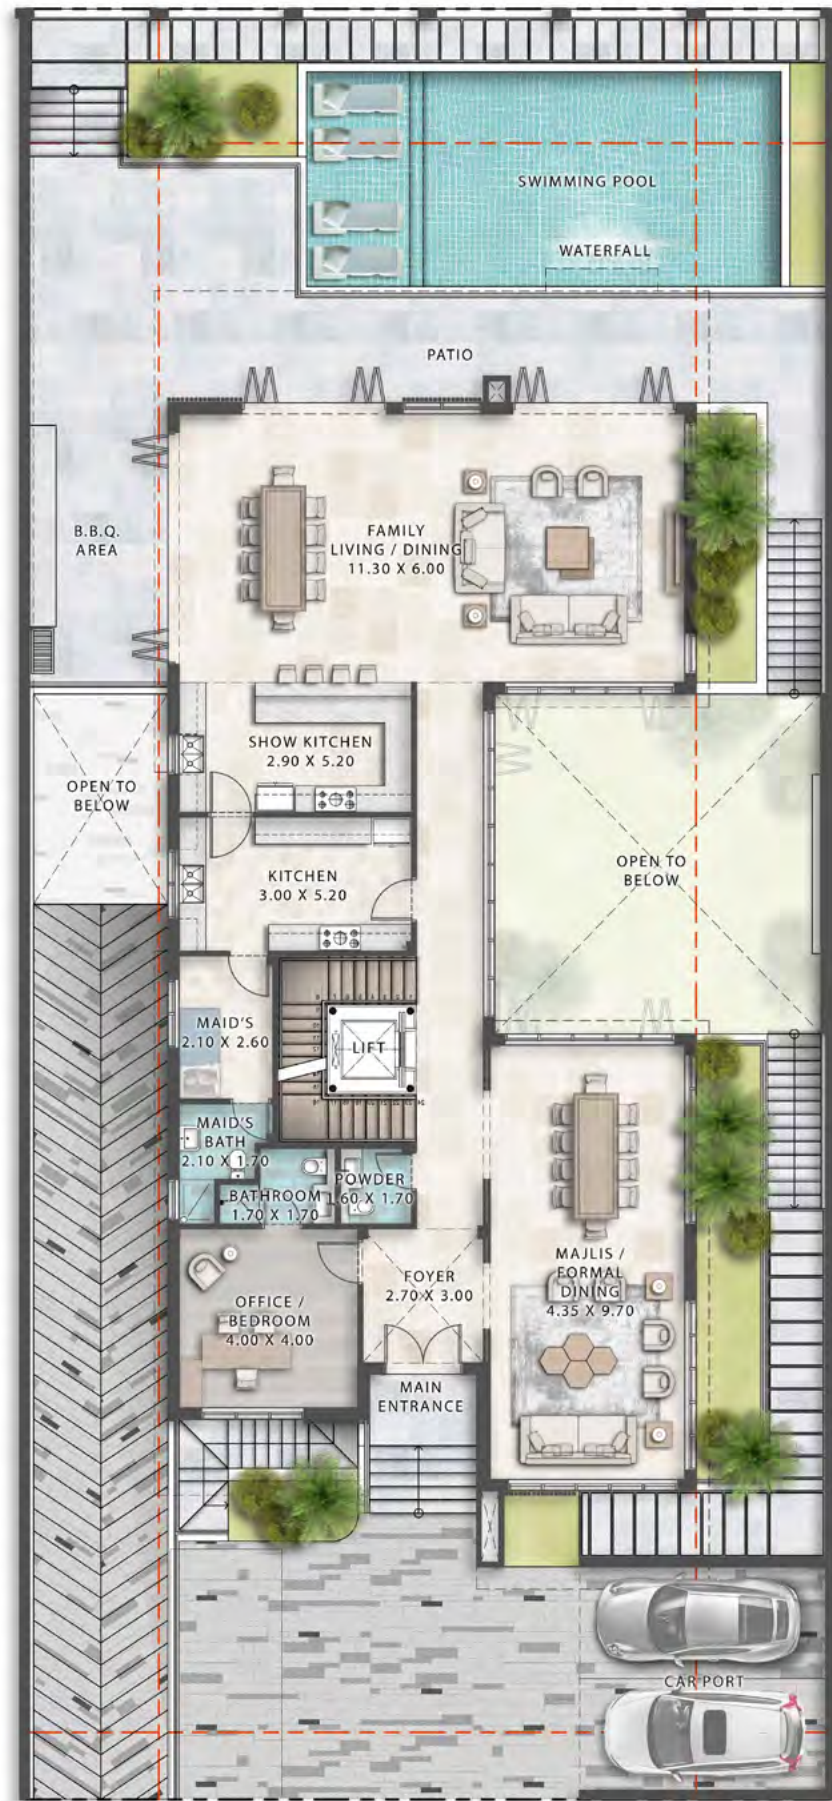 SWIMMING POOL
WATERFALL
PATIO
B.B.Q.
AREA
FAMILY
LIVING / DINING
11.30 X 6.00
SHOW KITCHEN
2.90 X 5.20
OPEN TO
BELOW
KITCHEN
3.00 X 5.20
OPEN TO
BELOW
MAID'S
2.10 X 2.60
LIFT
MAID'S
BATH
2.10 X 1.70
BATHROOM
1.70 X 1.70
POWDER
1.60 X 1.70
FOYER
2.70 X 3.00
MAJLIS /
FORMAL
DINING
4.35 X 9.70
OFFICE /
BEDROOM
4.00 X 4.00
MAIN
ENTRANCE
CAR PORT